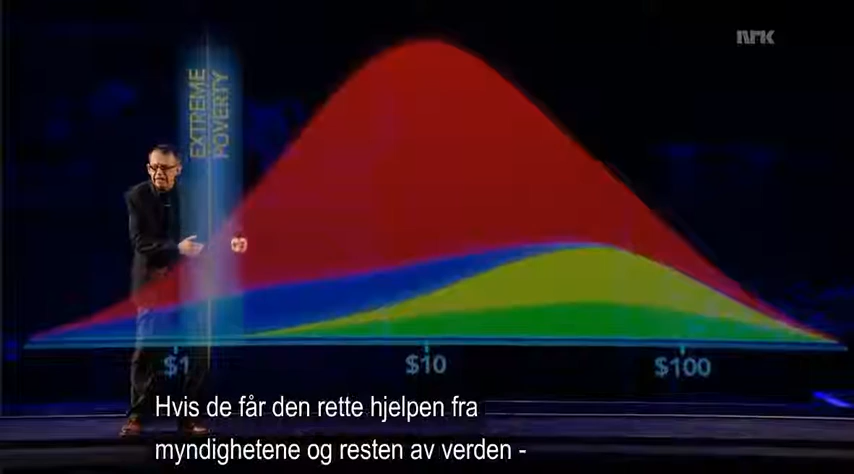 nrk
EXTREME
POVERTY
$1
$10
$100
Hvis de får den rette hjelpen fra
myndighetene og resten av verden -